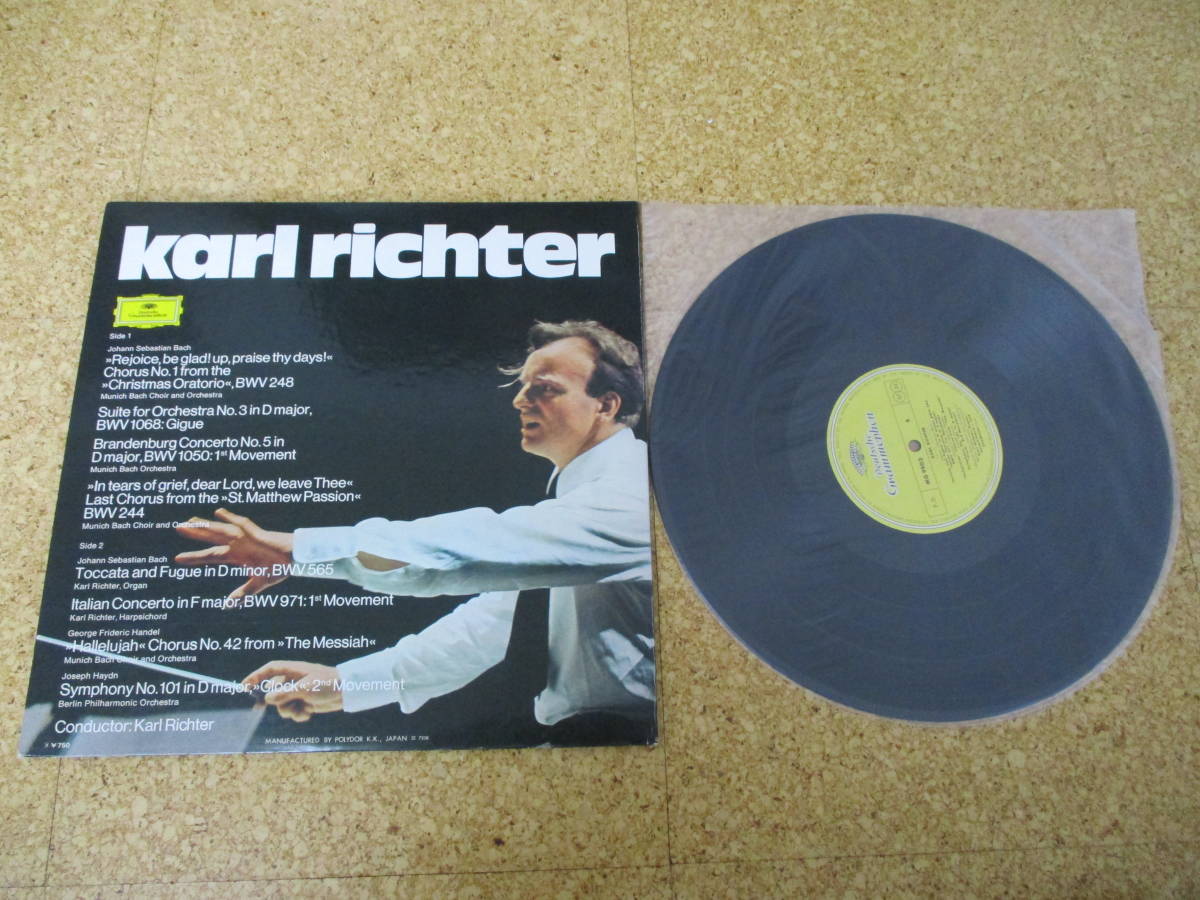 karl richter
Deutsche
Grammophon
Side 1
Johann Sebastian Bach
»Rejoice, be glad! up, praise thy days!«
Chorus No. 1 from the
»Christmas Oratorio«, BWV 248
Munich Bach Choir and Orchestra
Suite for Orchestra No. 3 in D major,
BWV 1068: Gigue
Brandenburg Concerto No. 5 in
D major, BWV 1050: 1st Movement
Munich Bach Orchestra
»In tears of grief, dear Lord, we leave Thee«
Last Chorus from the »St. Matthew Passion«
BWV 244
Munich Bach Choir and Orchestra
Side 2
Johann Sebastian Bach
Toccata and Fugue in D minor, BWV 565
Karl Richter, Organ
Italian Concerto in F major, BWV 971: 1st Movement
Karl Richter, Harpsichord
George Frideric Handel
»Hallelujah« Chorus No. 42 from »The Messiah«
Munich Bach Choir and Orchestra
Joseph Haydn
Symphony No. 101 in D major, »Clock«: 2nd Movement
Berlin Philharmonic Orchestra
Conductor: Karl Richter
¥750
MANUFACTURED BY POLYDOR K.K., JAPAN
Deutsche
Grammophon